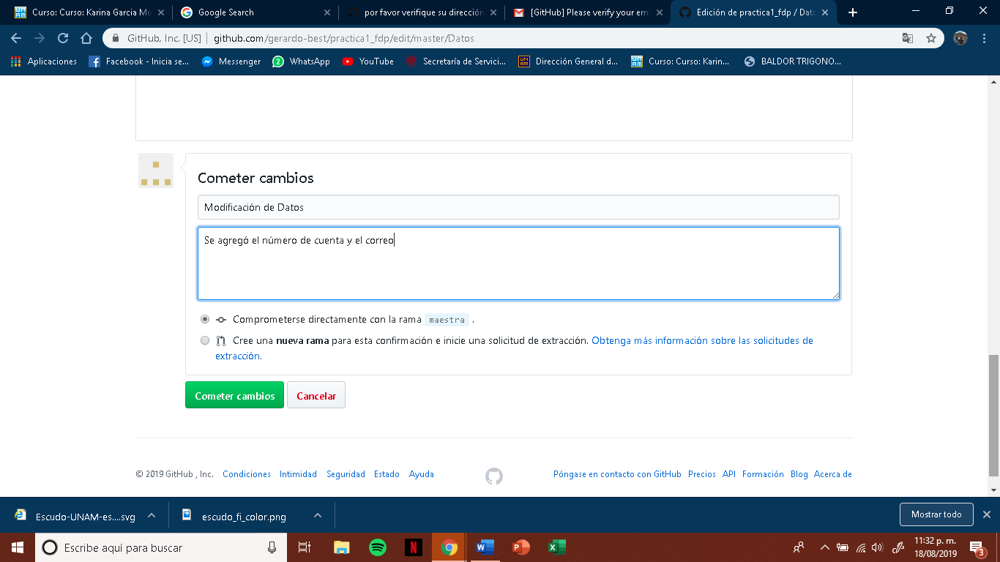 Curso: Curso: Karina Garcia Mo
Google Search
por favor verifique su dirección
[GitHub] Please verify your em
Edición de practica1_fdp / Dato
GitHub, Inc. [US] | github.com/gerardo-best/practica1_fdp/edit/master/Datos
Aplicaciones
Facebook - Inicia se...
Messenger
WhatsApp
YouTube
Secretaría de Servici...
Dirección General d...
Curso: Curso: Karin...
BALDOR TRIGONO...
Cometer cambios
Modificación de Datos
Se agregó el número de cuenta y el correo
Comprometerse directamente con la rama maestra .
Cree una nueva rama para esta confirmación e inicie una solicitud de extracción. Obtenga más información sobre las solicitudes de
extracción.
Cometer cambios
Cancelar
© 2019 GitHub , Inc. Condiciones Intimidad Seguridad Estado Ayuda
Póngase en contacto con GitHub Precios API Formación Blog Acerca de
Escudo-UNAM-es....svg
escudo_fi_color.png
Mostrar todo
Escribe aquí para buscar
11:32 p. m.
18/08/2019
3